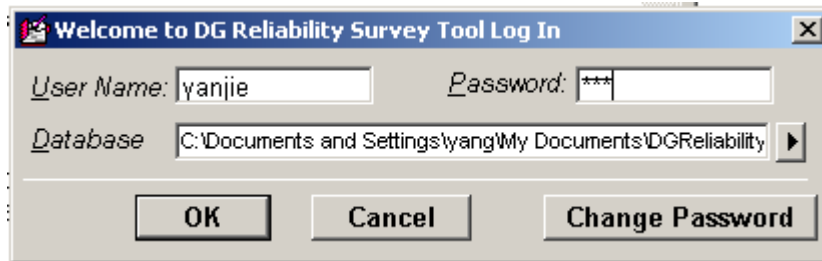 Welcome to DG Reliability Survey Tool Log In
User Name: yanjie Password: ***
Database C:\Documents and Settings\yang\My Documents\DGReliability
OK Cancel Change Password